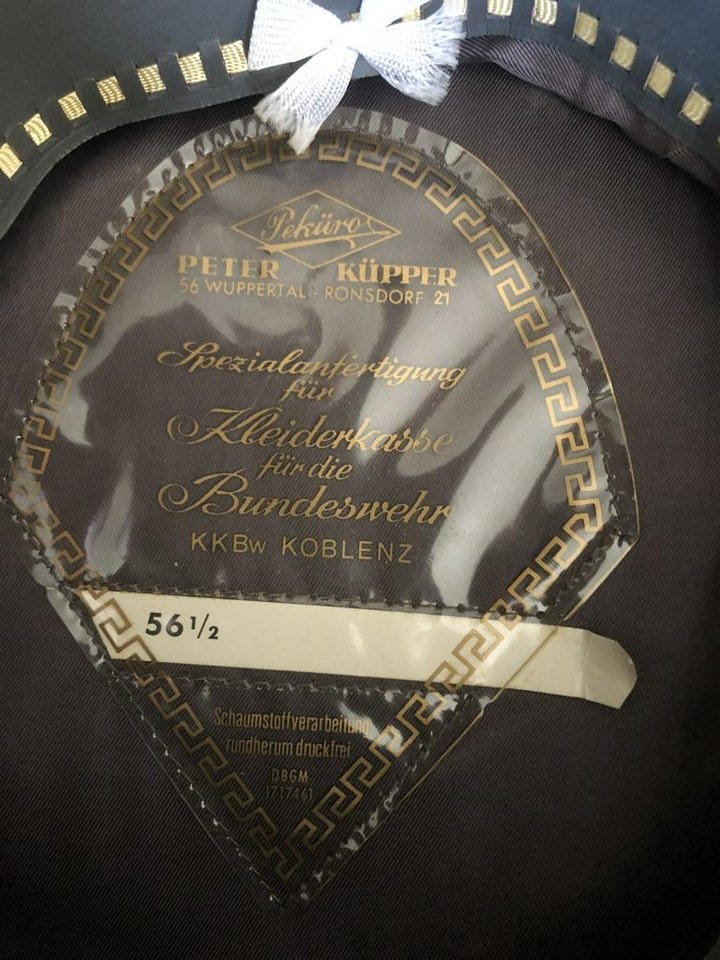 Peküro
PETER KÜPPER
56 WUPPERTAL - RONSDORF 21
Spezialanfertigung
für
Kleiderkasse
für die
Bundeswehr
KKBw KOBLENZ
56 1/2
Schaumstoffverarbeitung
rundherum druckfrei
DBGM
1717461